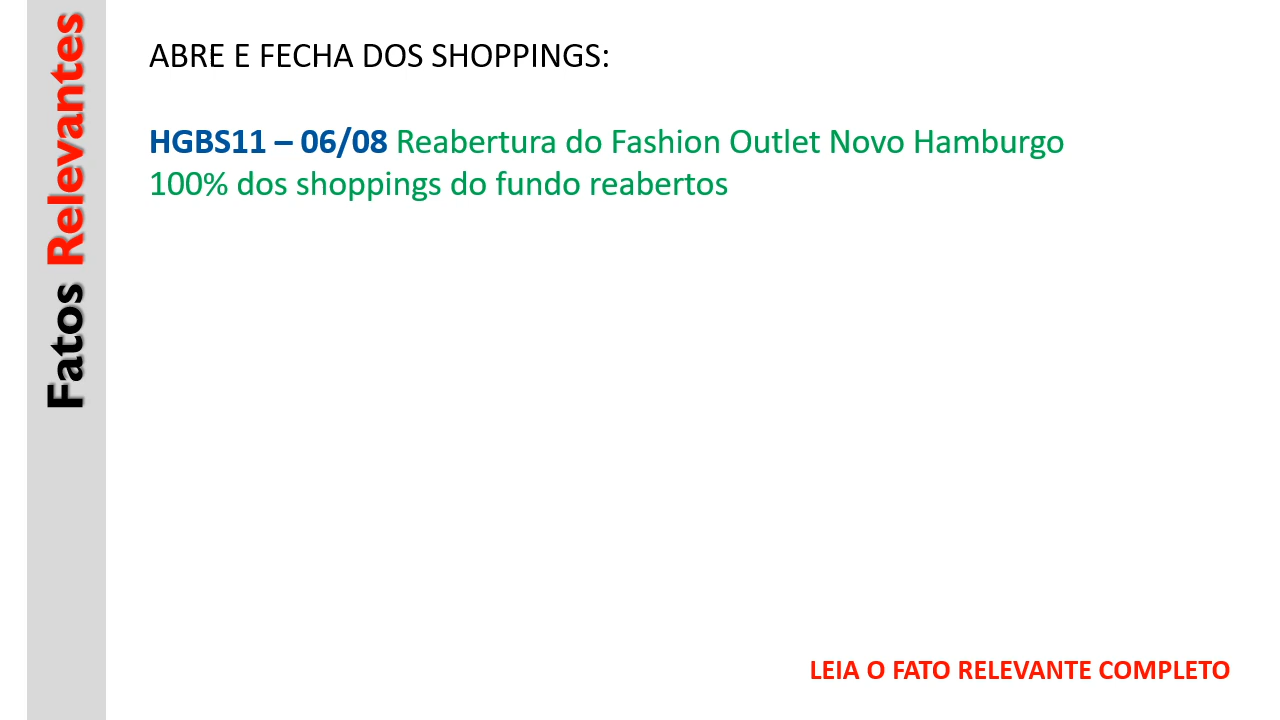 Fatos Relevantes
ABRE E FECHA DOS SHOPPINGS:
HGBS11 – 06/08 Reabertura do Fashion Outlet Novo Hamburgo
100% dos shoppings do fundo reabertos
LEIA O FATO RELEVANTE COMPLETO